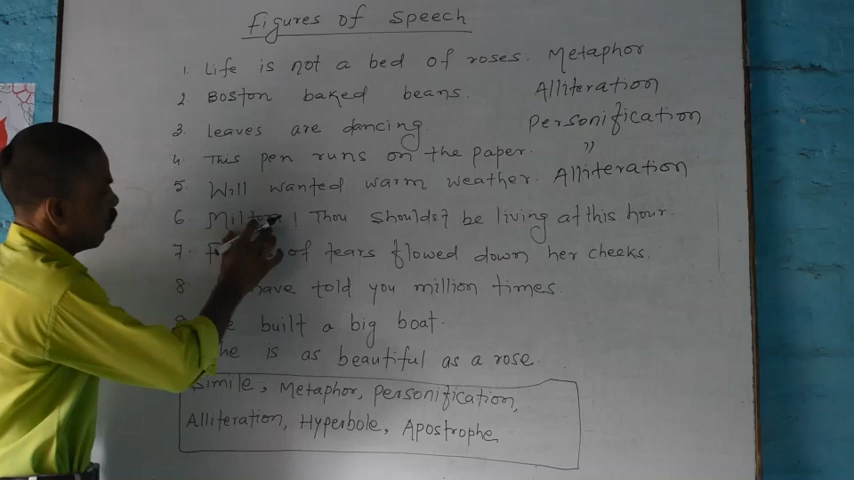 Figures of Speech
1. Life is not a bed of roses. Metaphor
2 Boston baked beans. Alliteration
3. leaves are dancing. Personification
4. This pen runs on the paper. "
5. Will wanted warm weather. Alliteration
6. Milton! Thou shouldst be living at this hour.
7. of tears flowed down her cheeks.
8 have told you million times.
built a big boat.
is as beautiful as a rose.
Simile, Metaphor, Personification,
Alliteration, Hyperbole, Apostrophe,